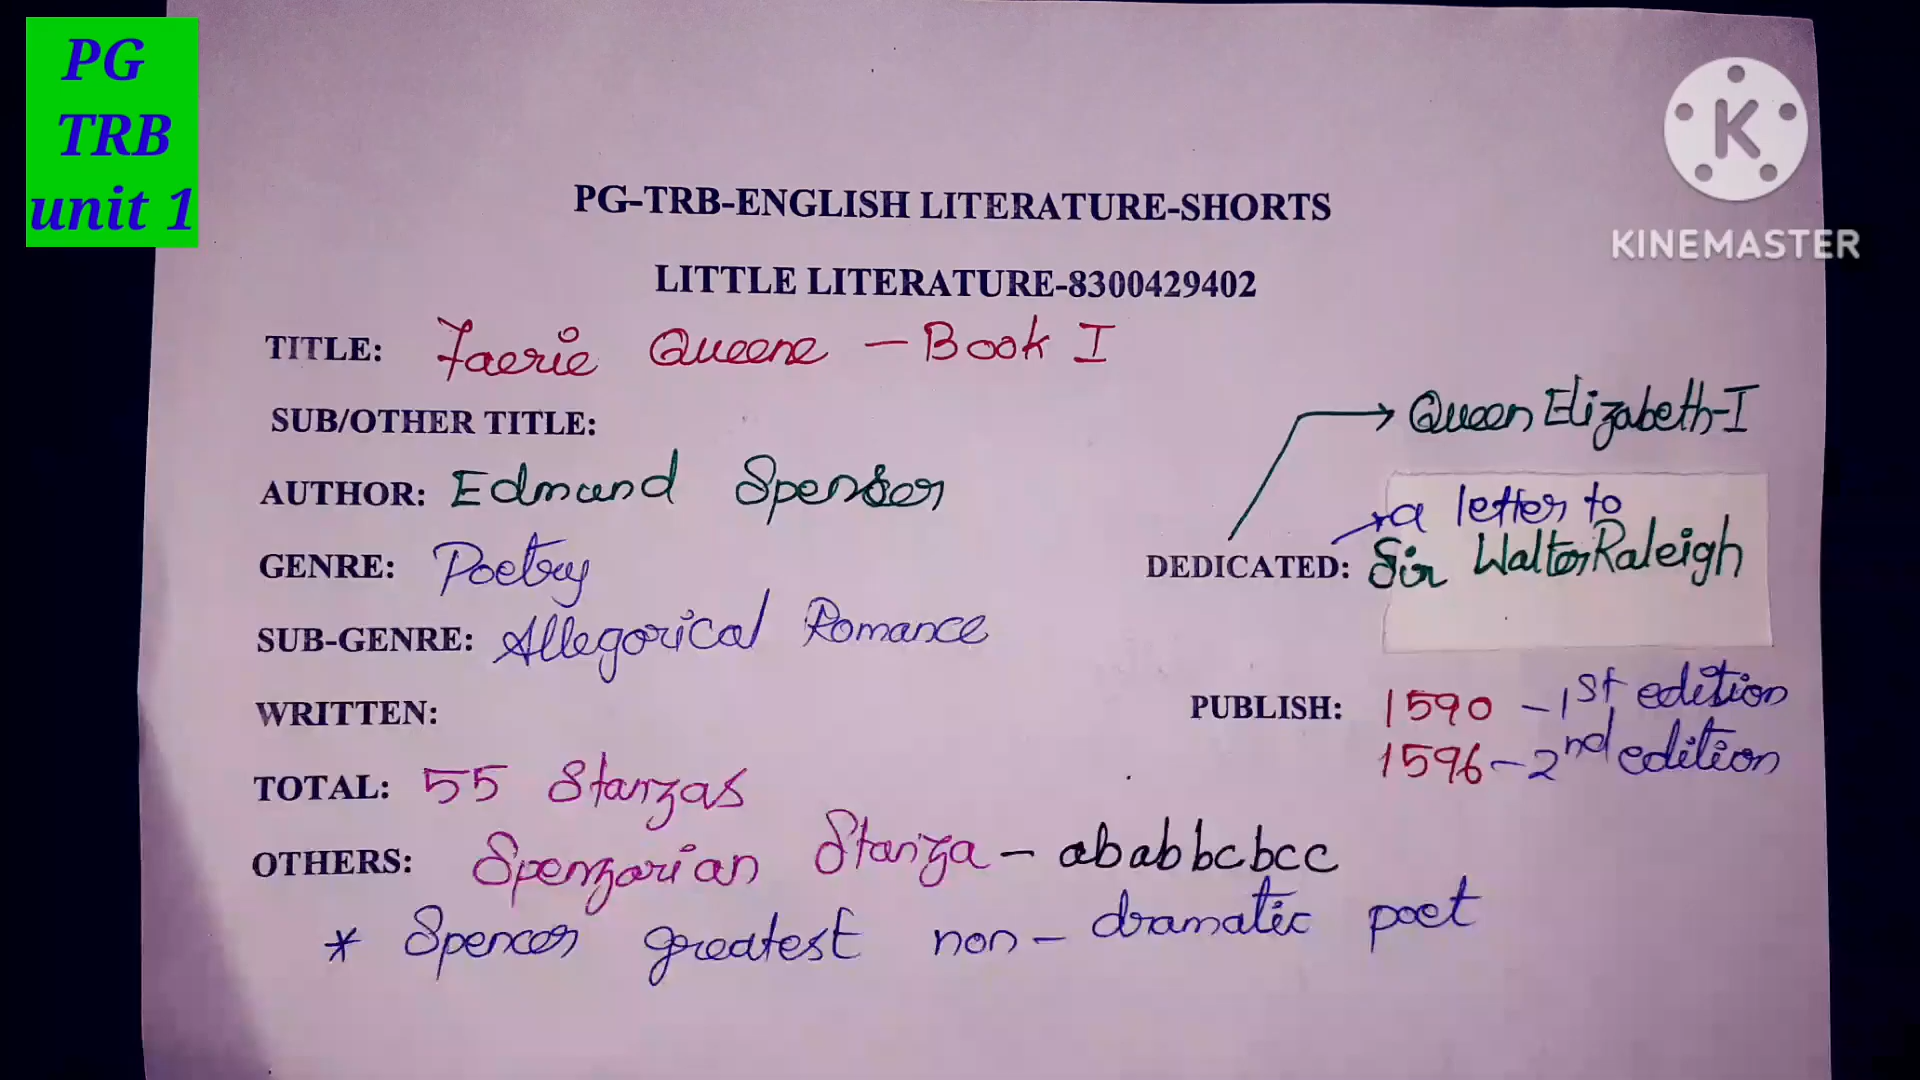 PG
TRB
unit 1
KINEMASTER
PG-TRB-ENGLISH LITERATURE-SHORTS
LITTLE LITERATURE-8300429402
TITLE: Faerie Queene - Book I
SUB/OTHER TITLE:
Queen Elizabeth-I
AUTHOR: Edmund Spenser
a letter to
GENRE: Poetry
DEDICATED: Sir Walter Raleigh
SUB-GENRE: Allegorical Romance
WRITTEN:
PUBLISH: 1590 - 1st edition
1596 - 2nd edition
TOTAL: 55 Stanzas
OTHERS: Spenzarian Stanza - ababbcbcc
* Spencer greatest non-dramatic poet